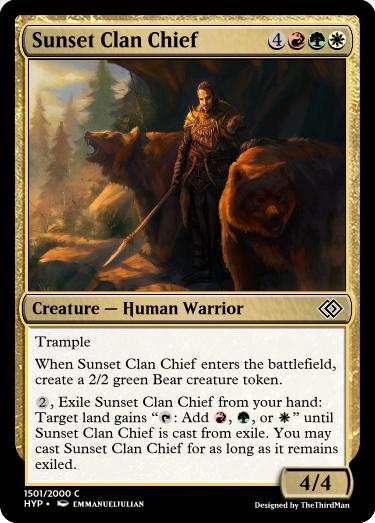 Sunset Clan Chief 4
Creature — Human Warrior
Trample
When Sunset Clan Chief enters the battlefield,
create a 2/2 green Bear creature token.
2, Exile Sunset Clan Chief from your hand:
Target land gains “: Add , , or ” until
Sunset Clan Chief is cast from exile. You may
cast Sunset Clan Chief for as long as it remains
exiled.
4/4
1501/2000 C
HYP • EMMANUELJULIAN
Designed by TheThirdMan